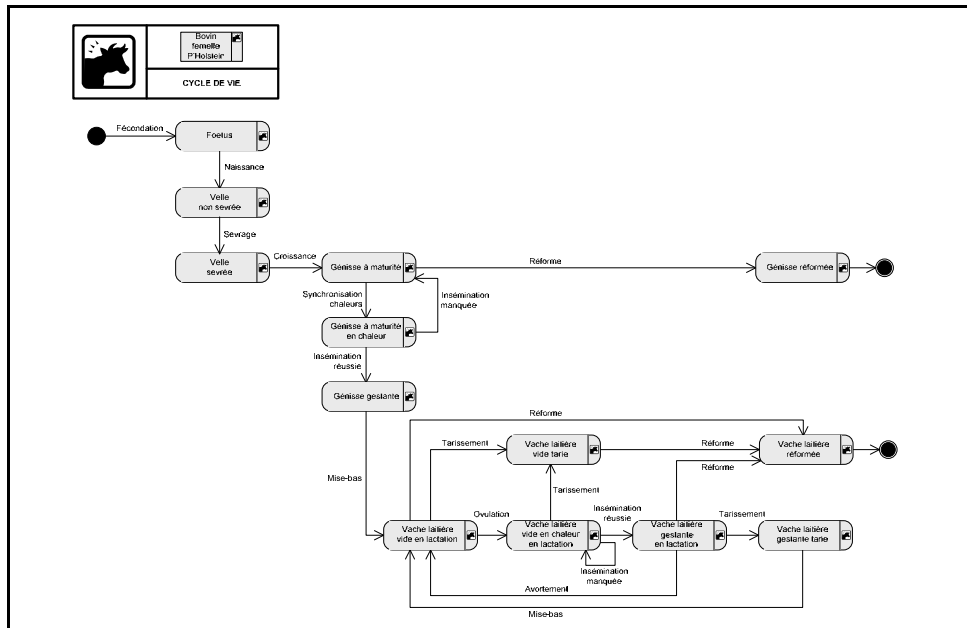 Bovin
femelle
P'Holstein
CYCLE DE VIE
Fécondation
Foetus
Naissance
Velle
non sevrée
Sevrage
Velle
sevrée
Croissance
Génisse à maturité
Réforme
Génisse réformée
Synchronisation
chaleurs
Insémination
manquée
Génisse à maturité
en chaleur
Insémination
réussie
Génisse gestante
Réforme
Tarissement
Vache laitière
vide tarie
Réforme
Vache laitière
réformée
Réforme
Mise-bas
Tarissement
Ovulation
Insémination
réussie
Tarissement
Vache laitière
vide en lactation
Vache laitière
vide en chaleur
en lactation
Vache laitière
gestante
en lactation
Vache laitière
gestante tarie
Insémination
manquée
Avortement
Mise-bas